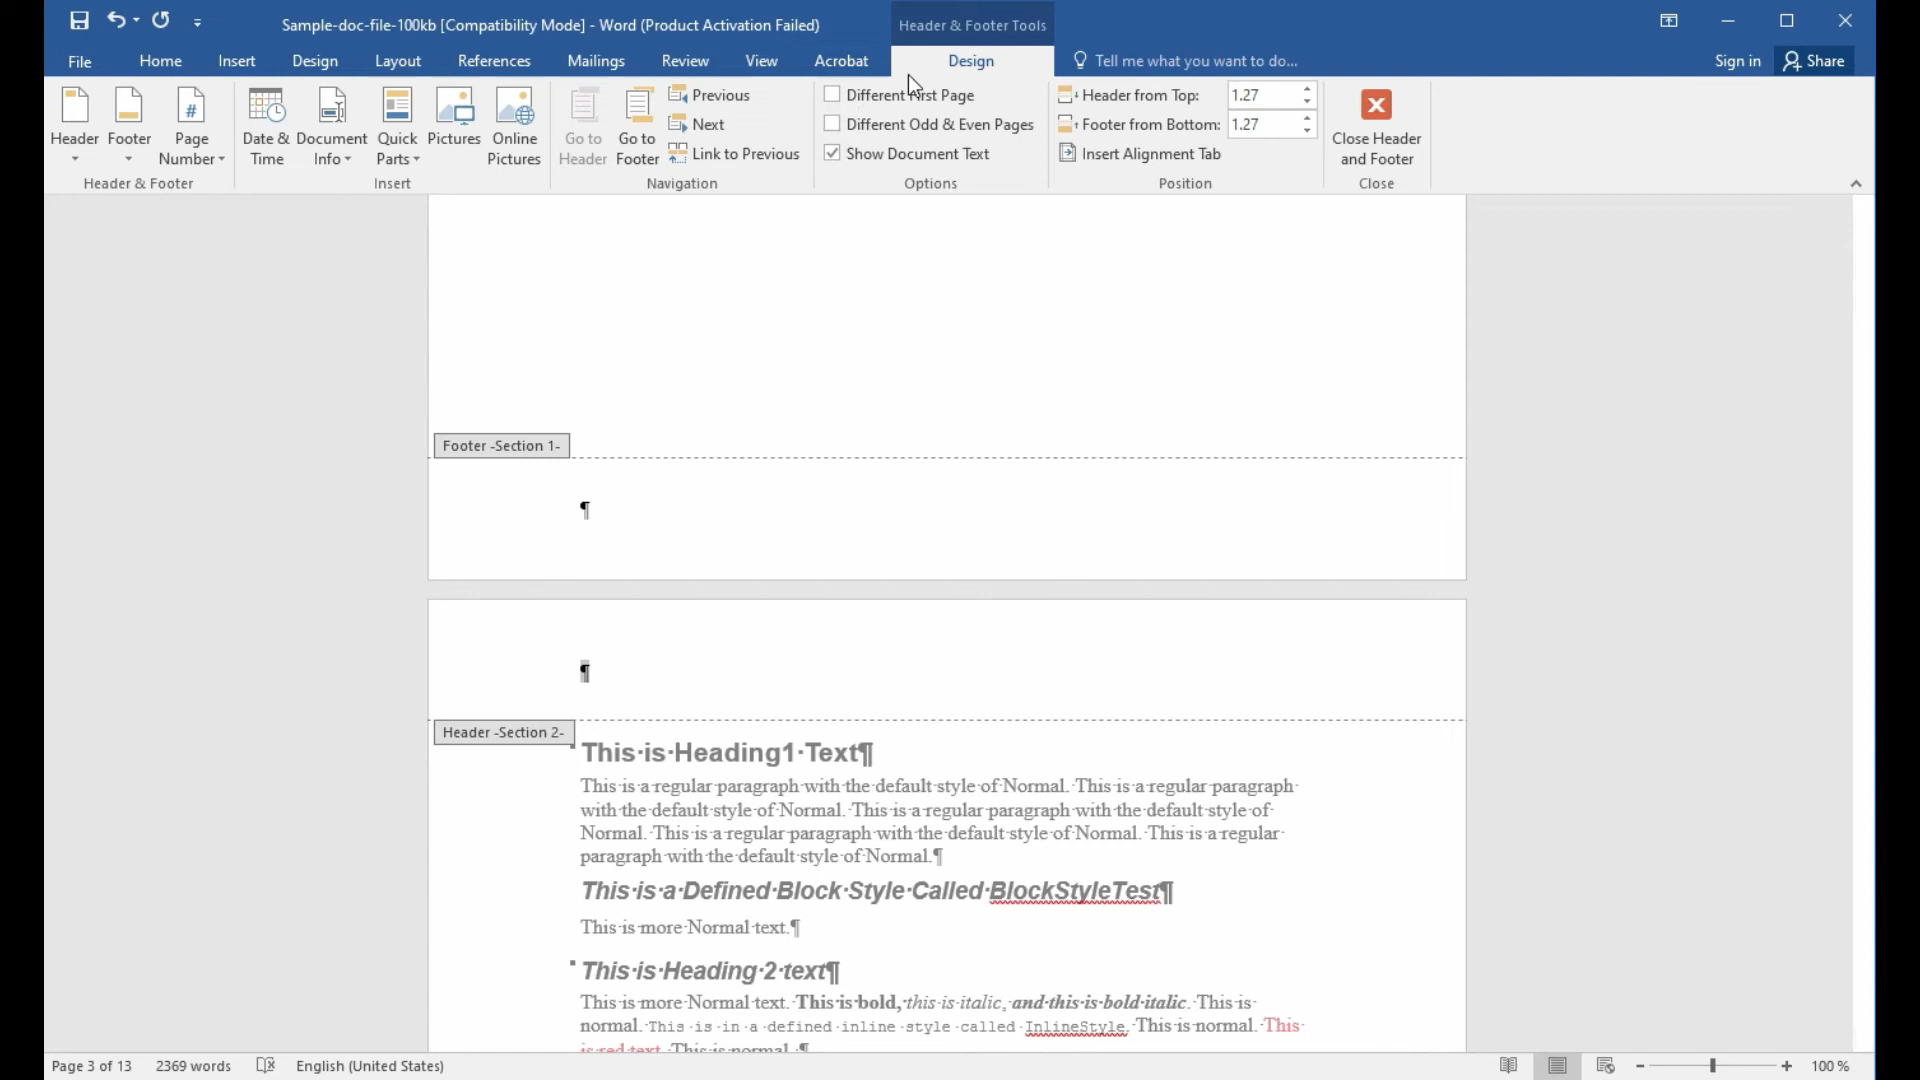 Sample-doc-file-100kb [Compatibility Mode] - Word (Product Activation Failed)
Header & Footer Tools
File Home Insert Design Layout References Mailings Review View Acrobat Design Tell me what you want to do... Sign in Share
Header
Footer
Page Number
Header & Footer
Date & Time
Document Info
Quick Parts
Pictures
Online Pictures
Insert
Go to Header
Go to Footer
Previous
Next
Link to Previous
Navigation
Different First Page
Different Odd & Even Pages
Show Document Text
Options
Header from Top: 1.27
Footer from Bottom: 1.27
Insert Alignment Tab
Position
Close Header and Footer
Close
Footer -Section 1-
¶
¶
Header -Section 2-
This·is·Heading1·Text¶
This·is·a·regular·paragraph·with·the·default·style·of·Normal.·This·is·a·regular·paragraph·
with·the·default·style·of·Normal.·This·is·a·regular·paragraph·with·the·default·style·of·
Normal.·This·is·a·regular·paragraph·with·the·default·style·of·Normal.·This·is·a·regular·
paragraph·with·the·default·style·of·Normal.¶
This·is·a·Defined·Block·Style·Called·BlockStyleTest¶
This·is·more·Normal·text.¶
This·is·Heading·2·text¶
This·is·more·Normal·text.·This·is·bold,·this·is·italic,·and·this·is·bold·italic.·This·is·
normal.·This·is·in·a·defined·inline·style·called·InlineStyle.·This·is·normal.·This·
is·red·text.·This·is·normal.·¶
Page 3 of 13 2369 words English (United States) 100 %